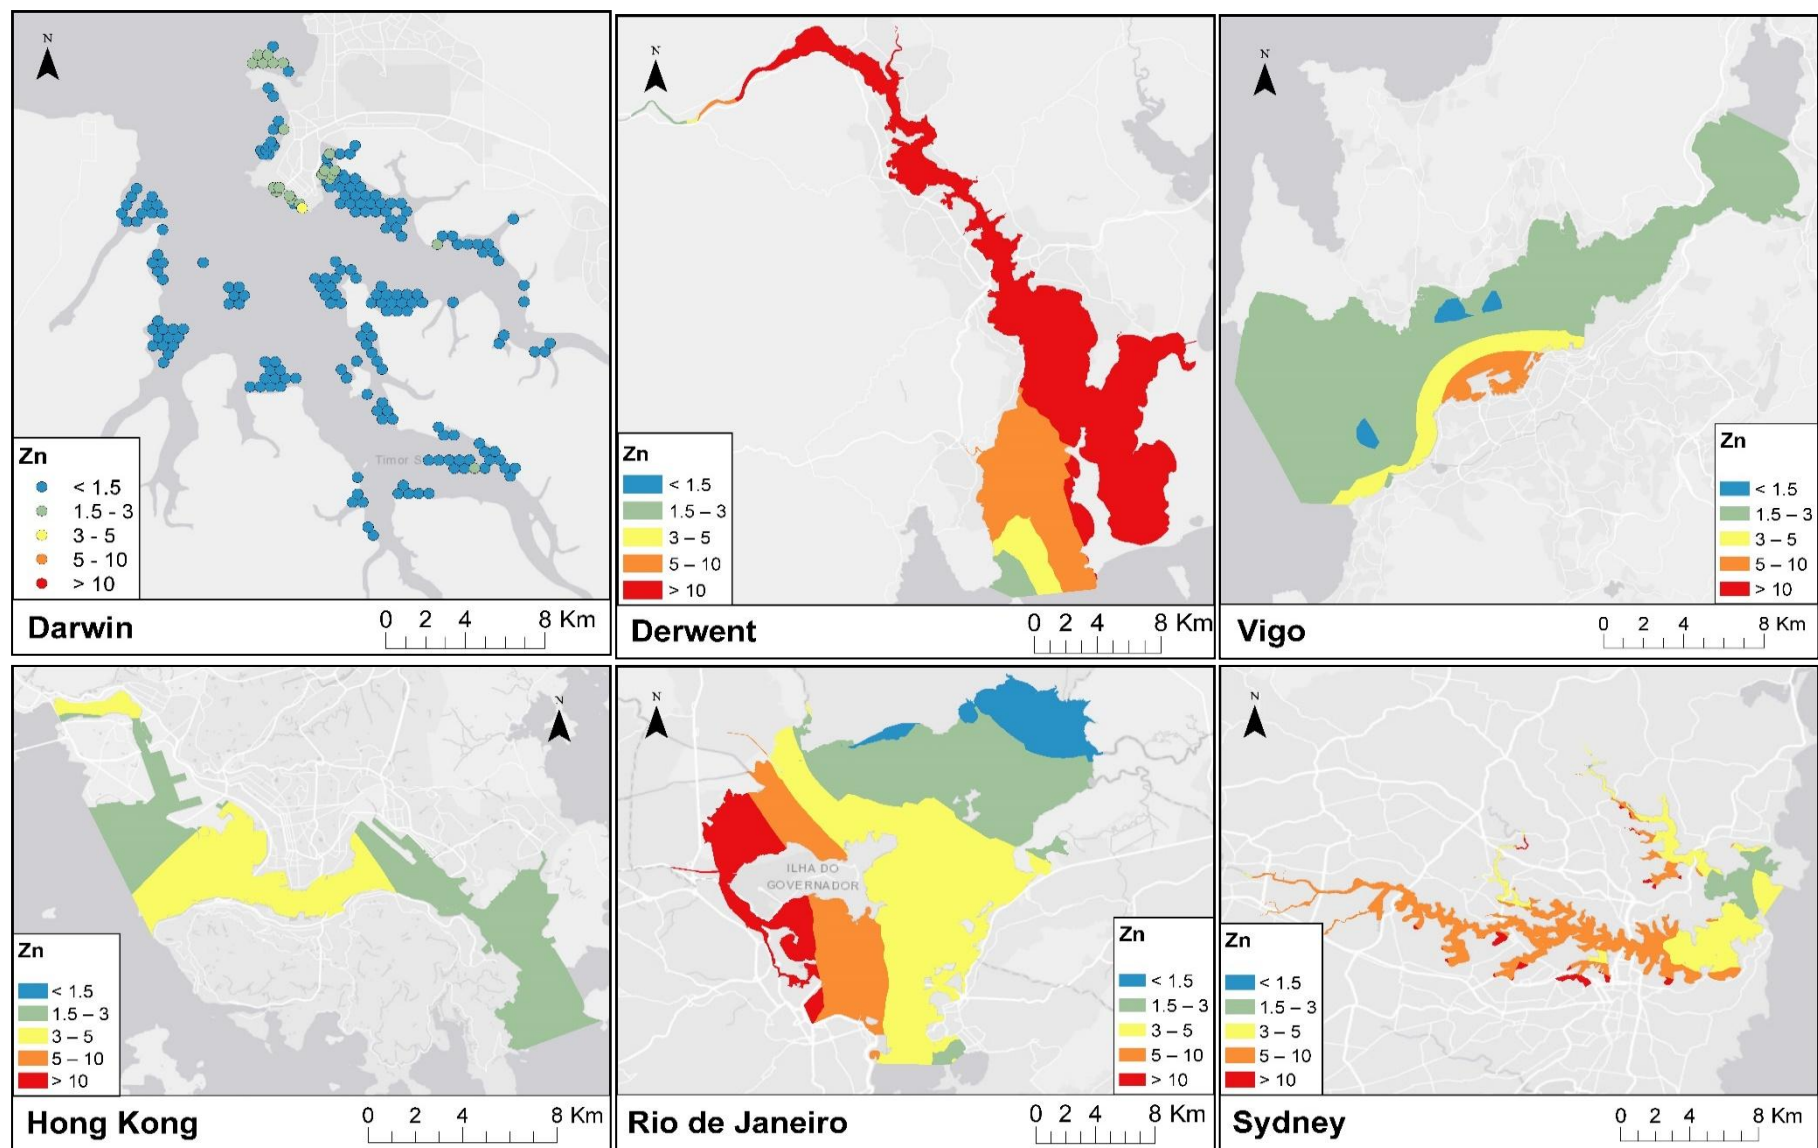 N
Timor S
Zn
< 1.5
1.5 - 3
3 - 5
5 - 10
> 10
Darwin
0 2 4 8 Km
N
Zn
< 1.5
1.5 – 3
3 – 5
5 – 10
> 10
Derwent
0 2 4 8 Km
N
Zn
< 1.5
1.5 – 3
3 – 5
5 – 10
> 10
Vigo
0 2 4 8 Km
N
Zn
< 1.5
1.5 – 3
3 – 5
5 – 10
> 10
Hong Kong
0 2 4 8 Km
N
ILHA DO
GOVERNADOR
Zn
< 1.5
1.5 – 3
3 – 5
5 – 10
> 10
Rio de Janeiro
0 2 4 8 Km
N
Zn
< 1.5
1.5 – 3
3 – 5
5 – 10
> 10
Sydney
0 2 4 8 Km